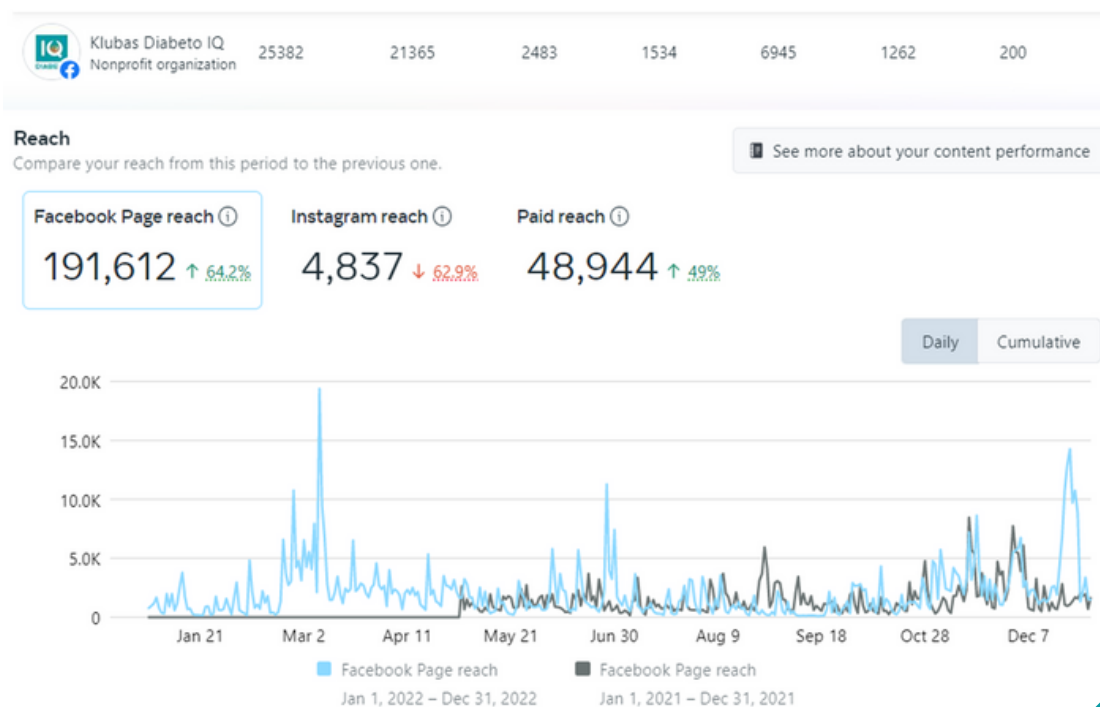 IQ
DIABETO
Klubas Diabeto IQ
Nonprofit organization
25382 21365 2483 1534 6945 1262 200
Reach
Compare your reach from this period to the previous one.
See more about your content performance
Facebook Page reach
191,612 ↑ 64.2%
Instagram reach
4,837 ↓ 62.9%
Paid reach
48,944 ↑ 49%
Daily Cumulative
20.0K
15.0K
10.0K
5.0K
0
Jan 21 Mar 2 Apr 11 May 21 Jun 30 Aug 9 Sep 18 Oct 28 Dec 7
Facebook Page reach
Jan 1, 2022 – Dec 31, 2022
Facebook Page reach
Jan 1, 2021 – Dec 31, 2021